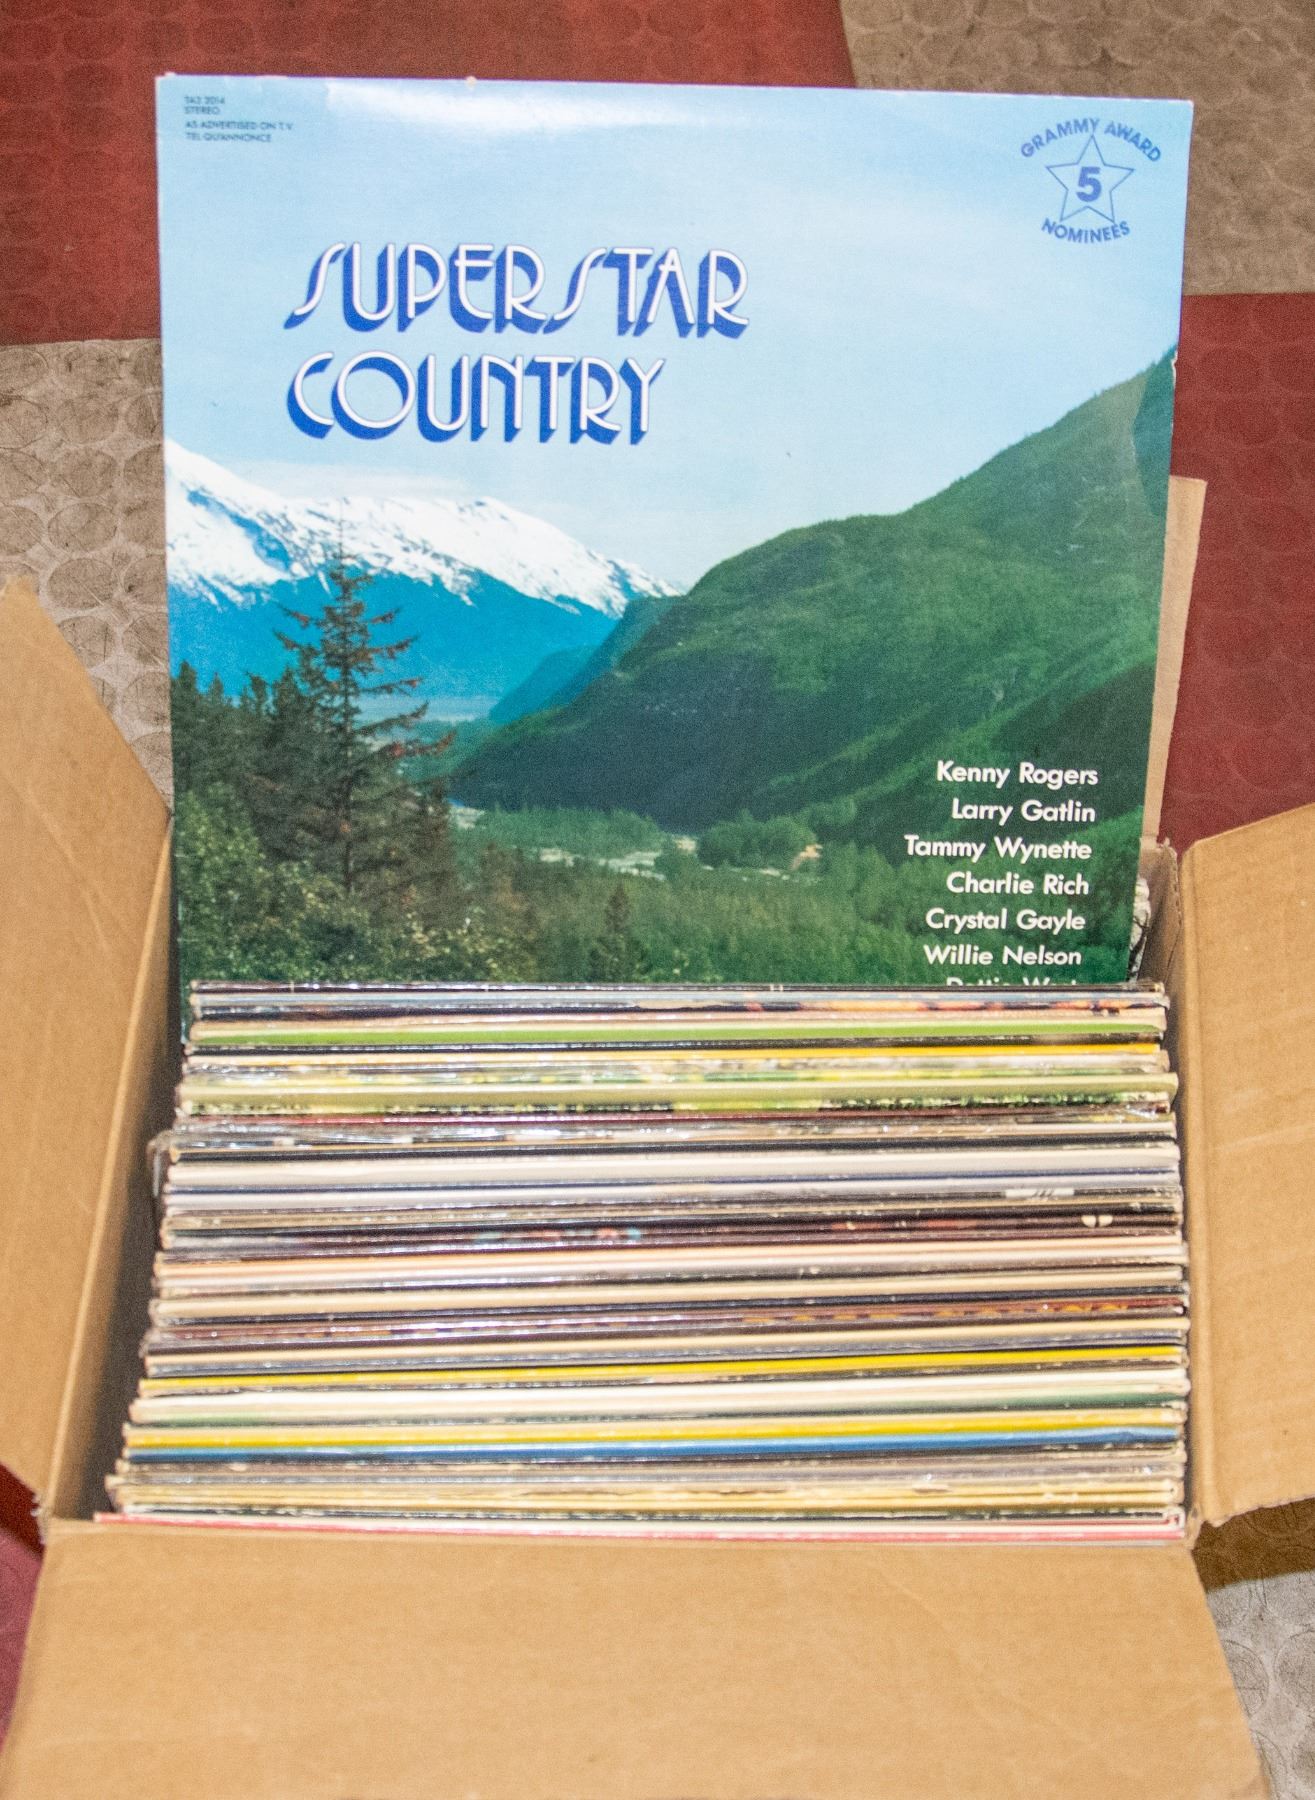 TA2 2014
STEREO
AS ADVERTISED ON T.V.
TEL QU'ANNONCE
GRAMMY AWARD
5
NOMINEES
SUPERSTAR
COUNTRY
Kenny Rogers
Larry Gatlin
Tammy Wynette
Charlie Rich
Crystal Gayle
Willie Nelson